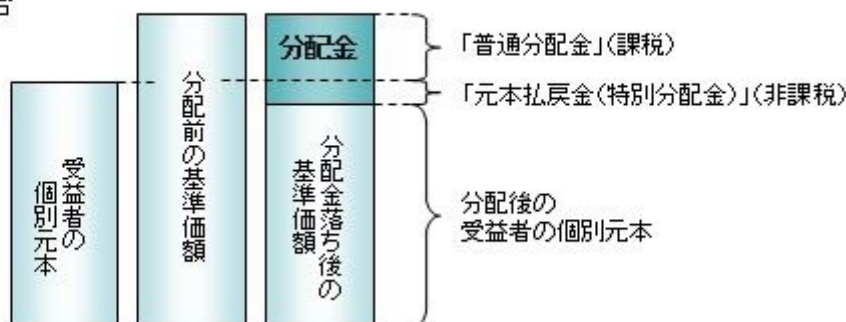 受益者の
個別元本
分配前の基準価額
分配金
分配金落ち後の
基準価額
「普通分配金」(課税)
「元本払戻金(特別分配金)」(非課税)
分配後の
受益者の個別元本